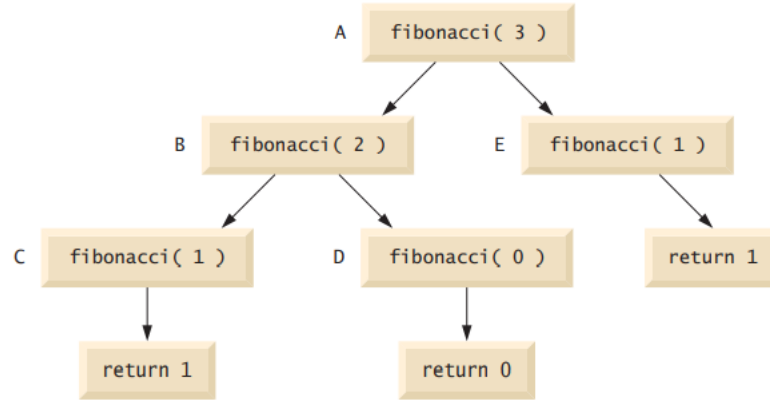 A fibonacci( 3 )
B fibonacci( 2 ) E fibonacci( 1 )
C fibonacci( 1 ) D fibonacci( 0 ) return 1
return 1 return 0